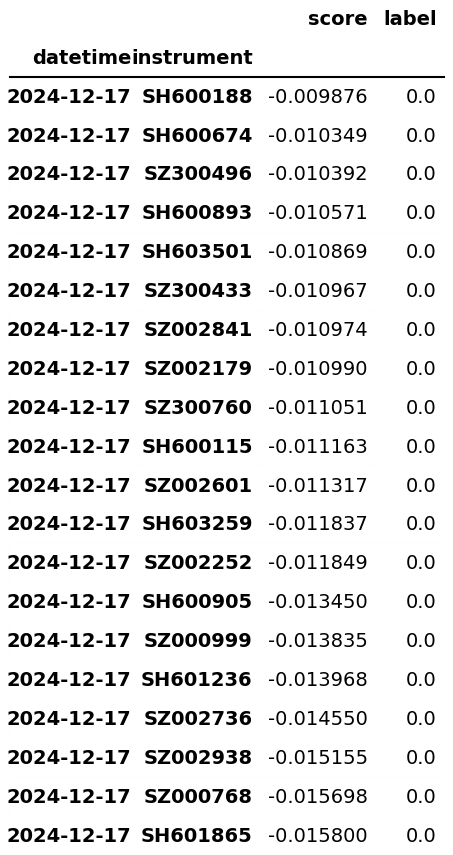 score label
datetime instrument
2024-12-17 SH600188 -0.009876 0.0
2024-12-17 SH600674 -0.010349 0.0
2024-12-17 SZ300496 -0.010392 0.0
2024-12-17 SH600893 -0.010571 0.0
2024-12-17 SH603501 -0.010869 0.0
2024-12-17 SZ300433 -0.010967 0.0
2024-12-17 SZ002841 -0.010974 0.0
2024-12-17 SZ002179 -0.010990 0.0
2024-12-17 SZ300760 -0.011051 0.0
2024-12-17 SH600115 -0.011163 0.0
2024-12-17 SZ002601 -0.011317 0.0
2024-12-17 SH603259 -0.011837 0.0
2024-12-17 SZ002252 -0.011849 0.0
2024-12-17 SH600905 -0.013450 0.0
2024-12-17 SZ000999 -0.013835 0.0
2024-12-17 SH601236 -0.013968 0.0
2024-12-17 SZ002736 -0.014550 0.0
2024-12-17 SZ002938 -0.015155 0.0
2024-12-17 SZ000768 -0.015698 0.0
2024-12-17 SH601865 -0.015800 0.0